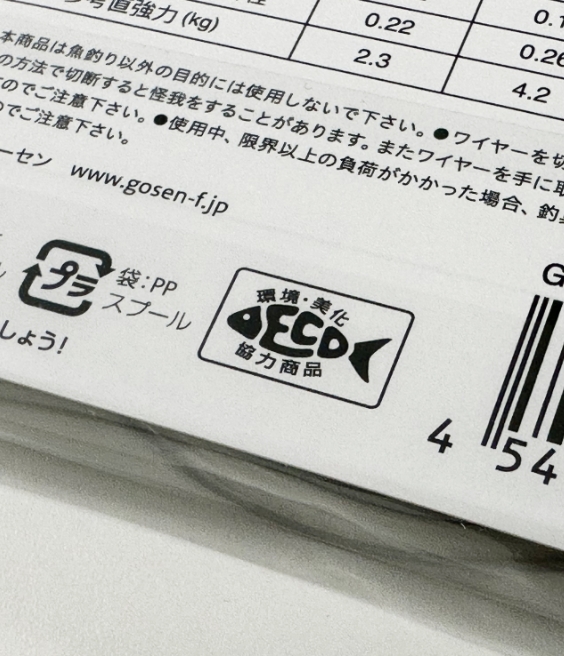 直強力 (kg)
0.22
2.3
4.2
本商品は魚釣り以外の目的には使用しないで下さい。●ワイヤーを切
の方法で切断すると怪我をすることがあります。またワイヤーを手に取
のでご注意下さい。●使用中、限界以上の負荷がかかった場合、釣
のでご注意下さい。
ーセン www.gosen-f.jp
プラ
袋:PP
スプール
しょう!
環境・美化
ECO
協力商品
G
4 54